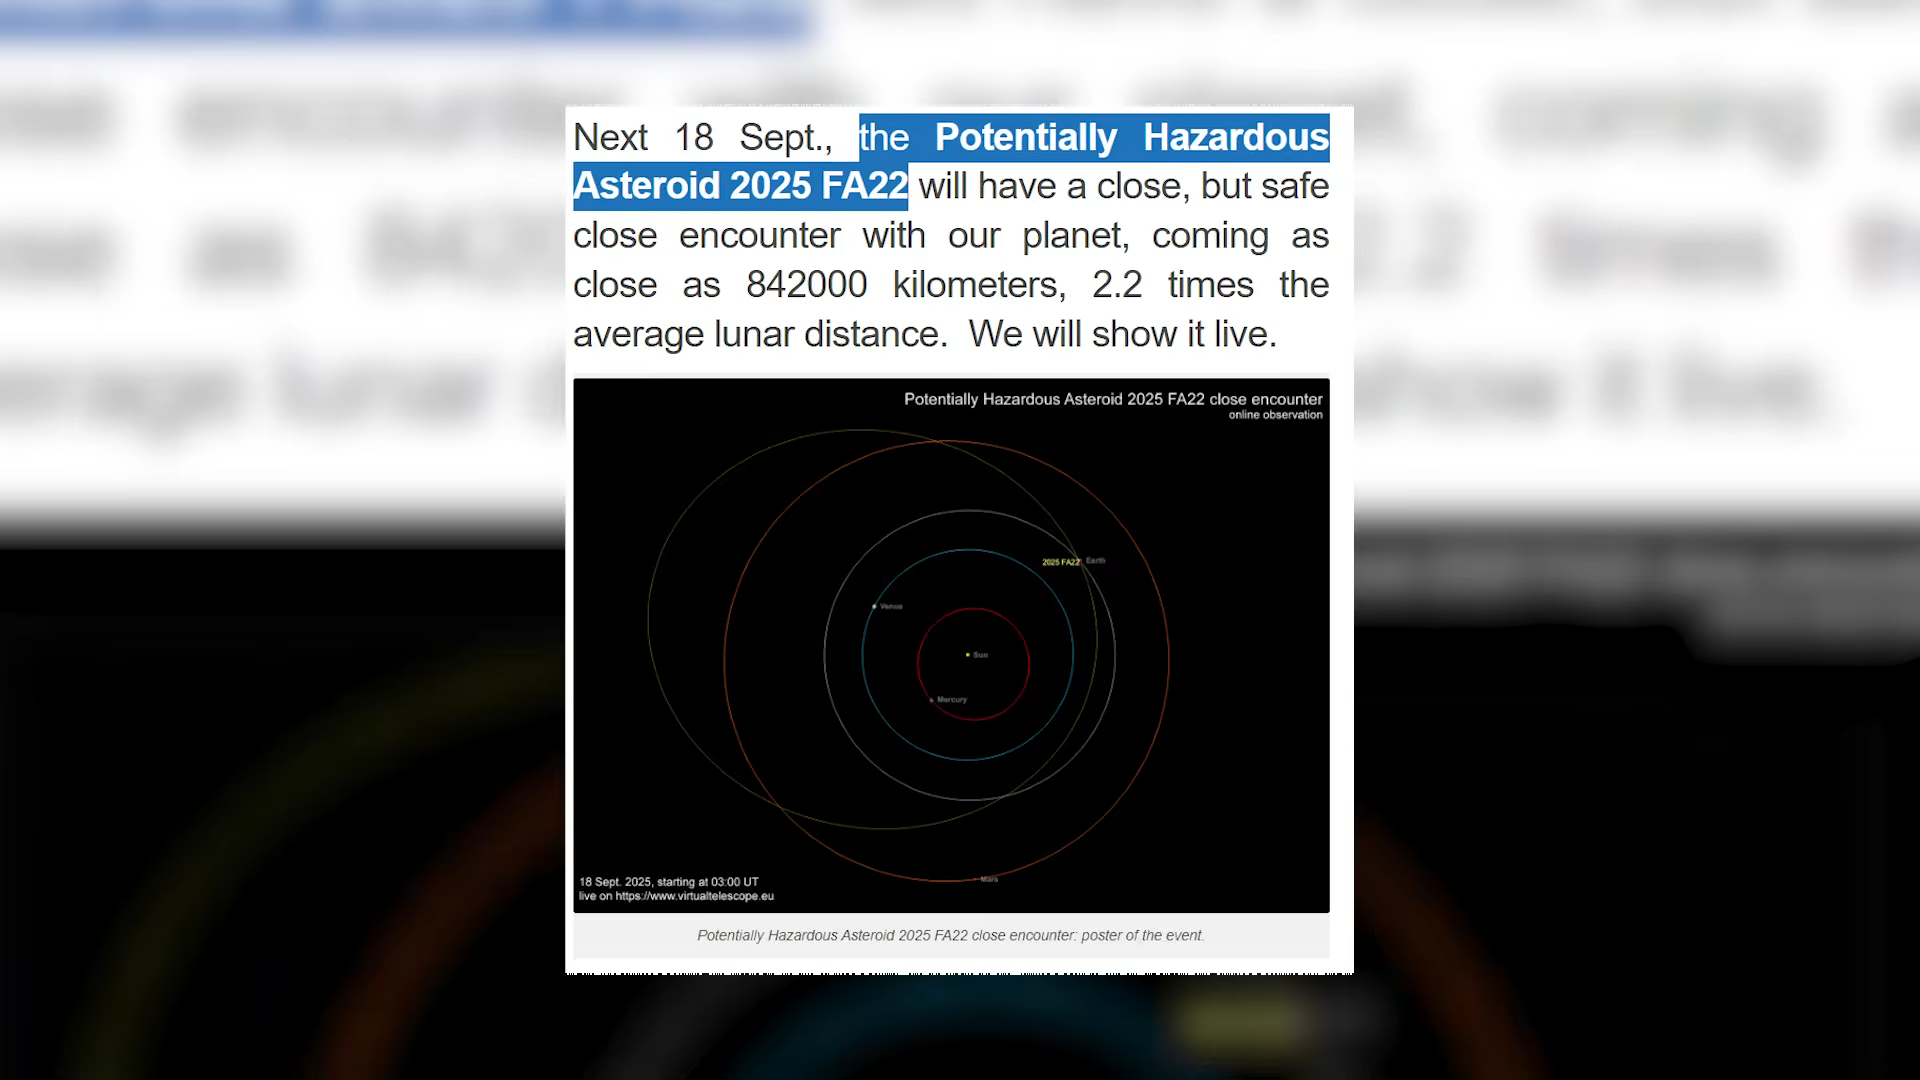 Next 18 Sept., the Potentially Hazardous
Asteroid 2025 FA22 will have a close, but safe
close encounter with our planet, coming as
close as 842000 kilometers, 2.2 times the
average lunar distance. We will show it live.
Potentially Hazardous Asteroid 2025 FA22 close encounter
online observation
2025 FA22
Earth
Venus
Sun
Mercury
Mars
18 Sept. 2025, starting at 03:00 UT
live on https://www.virtualtelescope.eu
Potentially Hazardous Asteroid 2025 FA22 close encounter: poster of the event.